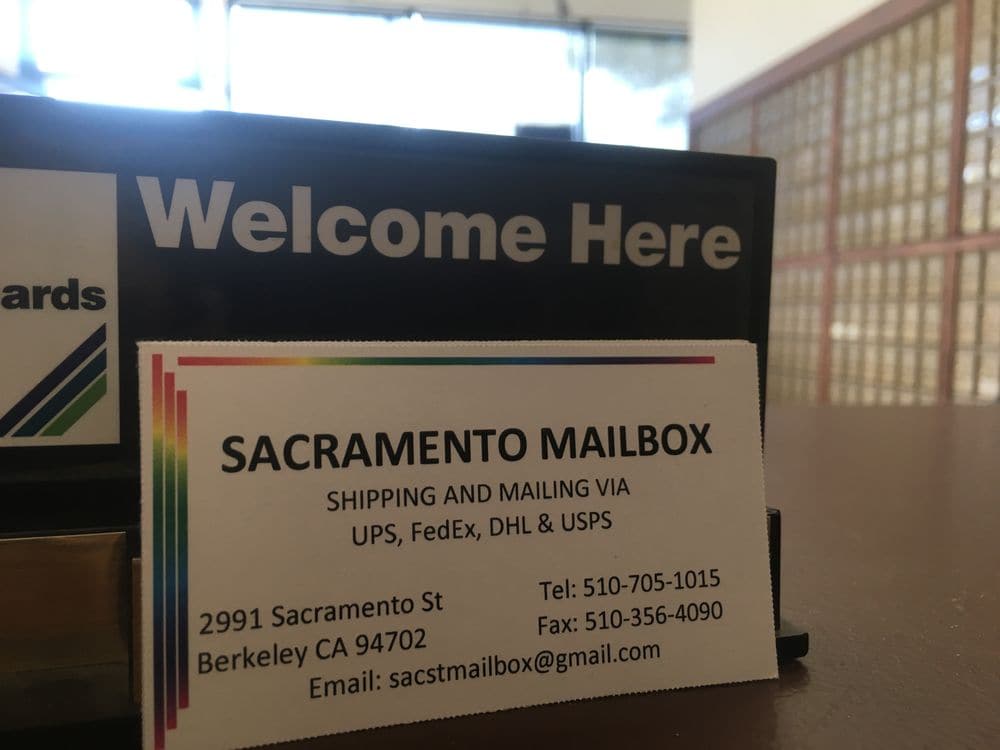 Welcome Here
ards
SACRAMENTO MAILBOX
SHIPPING AND MAILING VIA
UPS, FedEx, DHL & USPS
2991 Sacramento St
Berkeley CA 94702
Tel: 510-705-1015
Fax: 510-356-4090
Email: sacstmailbox@gmail.com